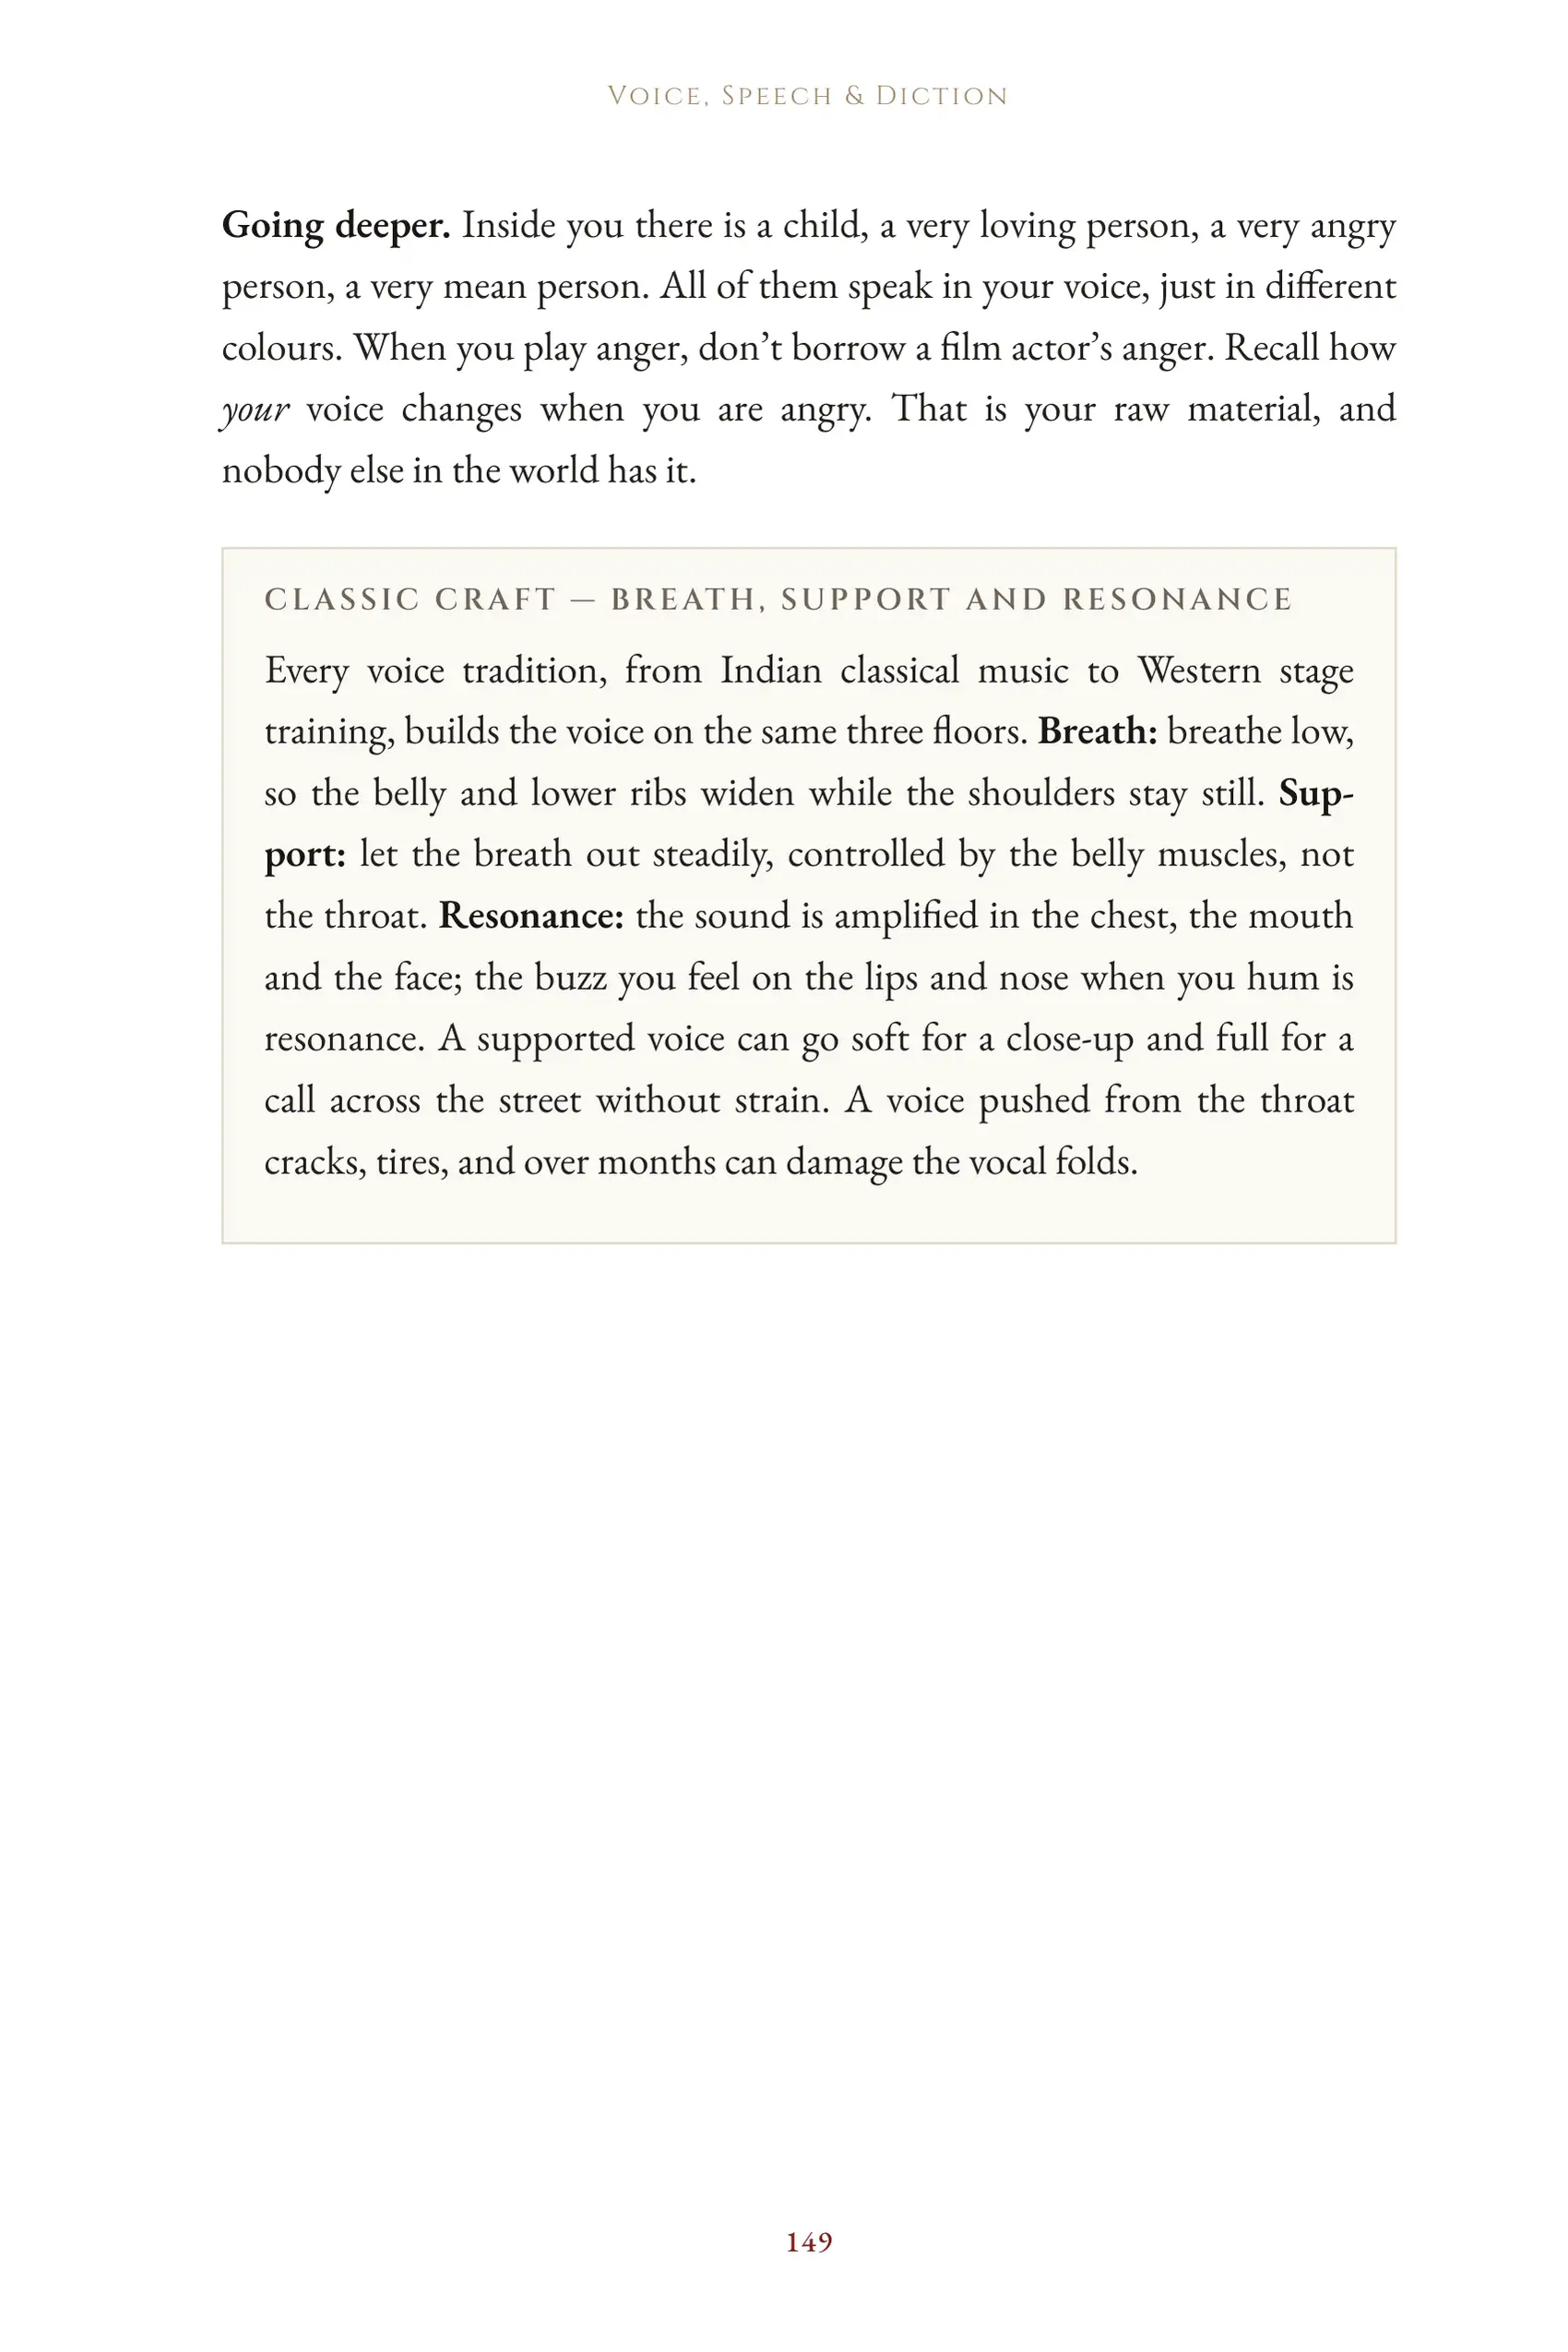 Voice, Speech & Diction
Going deeper. Inside you there is a child, a very loving person, a very angry
person, a very mean person. All of them speak in your voice, just in different
colours. When you play anger, don’t borrow a film actor’s anger. Recall how
your voice changes when you are angry. That is your raw material, and
nobody else in the world has it.
CLASSIC CRAFT — BREATH, SUPPORT AND RESONANCE
Every voice tradition, from Indian classical music to Western stage
training, builds the voice on the same three floors. Breath: breathe low,
so the belly and lower ribs widen while the shoulders stay still. Sup-
port: let the breath out steadily, controlled by the belly muscles, not
the throat. Resonance: the sound is amplified in the chest, the mouth
and the face; the buzz you feel on the lips and nose when you hum is
resonance. A supported voice can go soft for a close-up and full for a
call across the street without strain. A voice pushed from the throat
cracks, tires, and over months can damage the vocal folds.
149